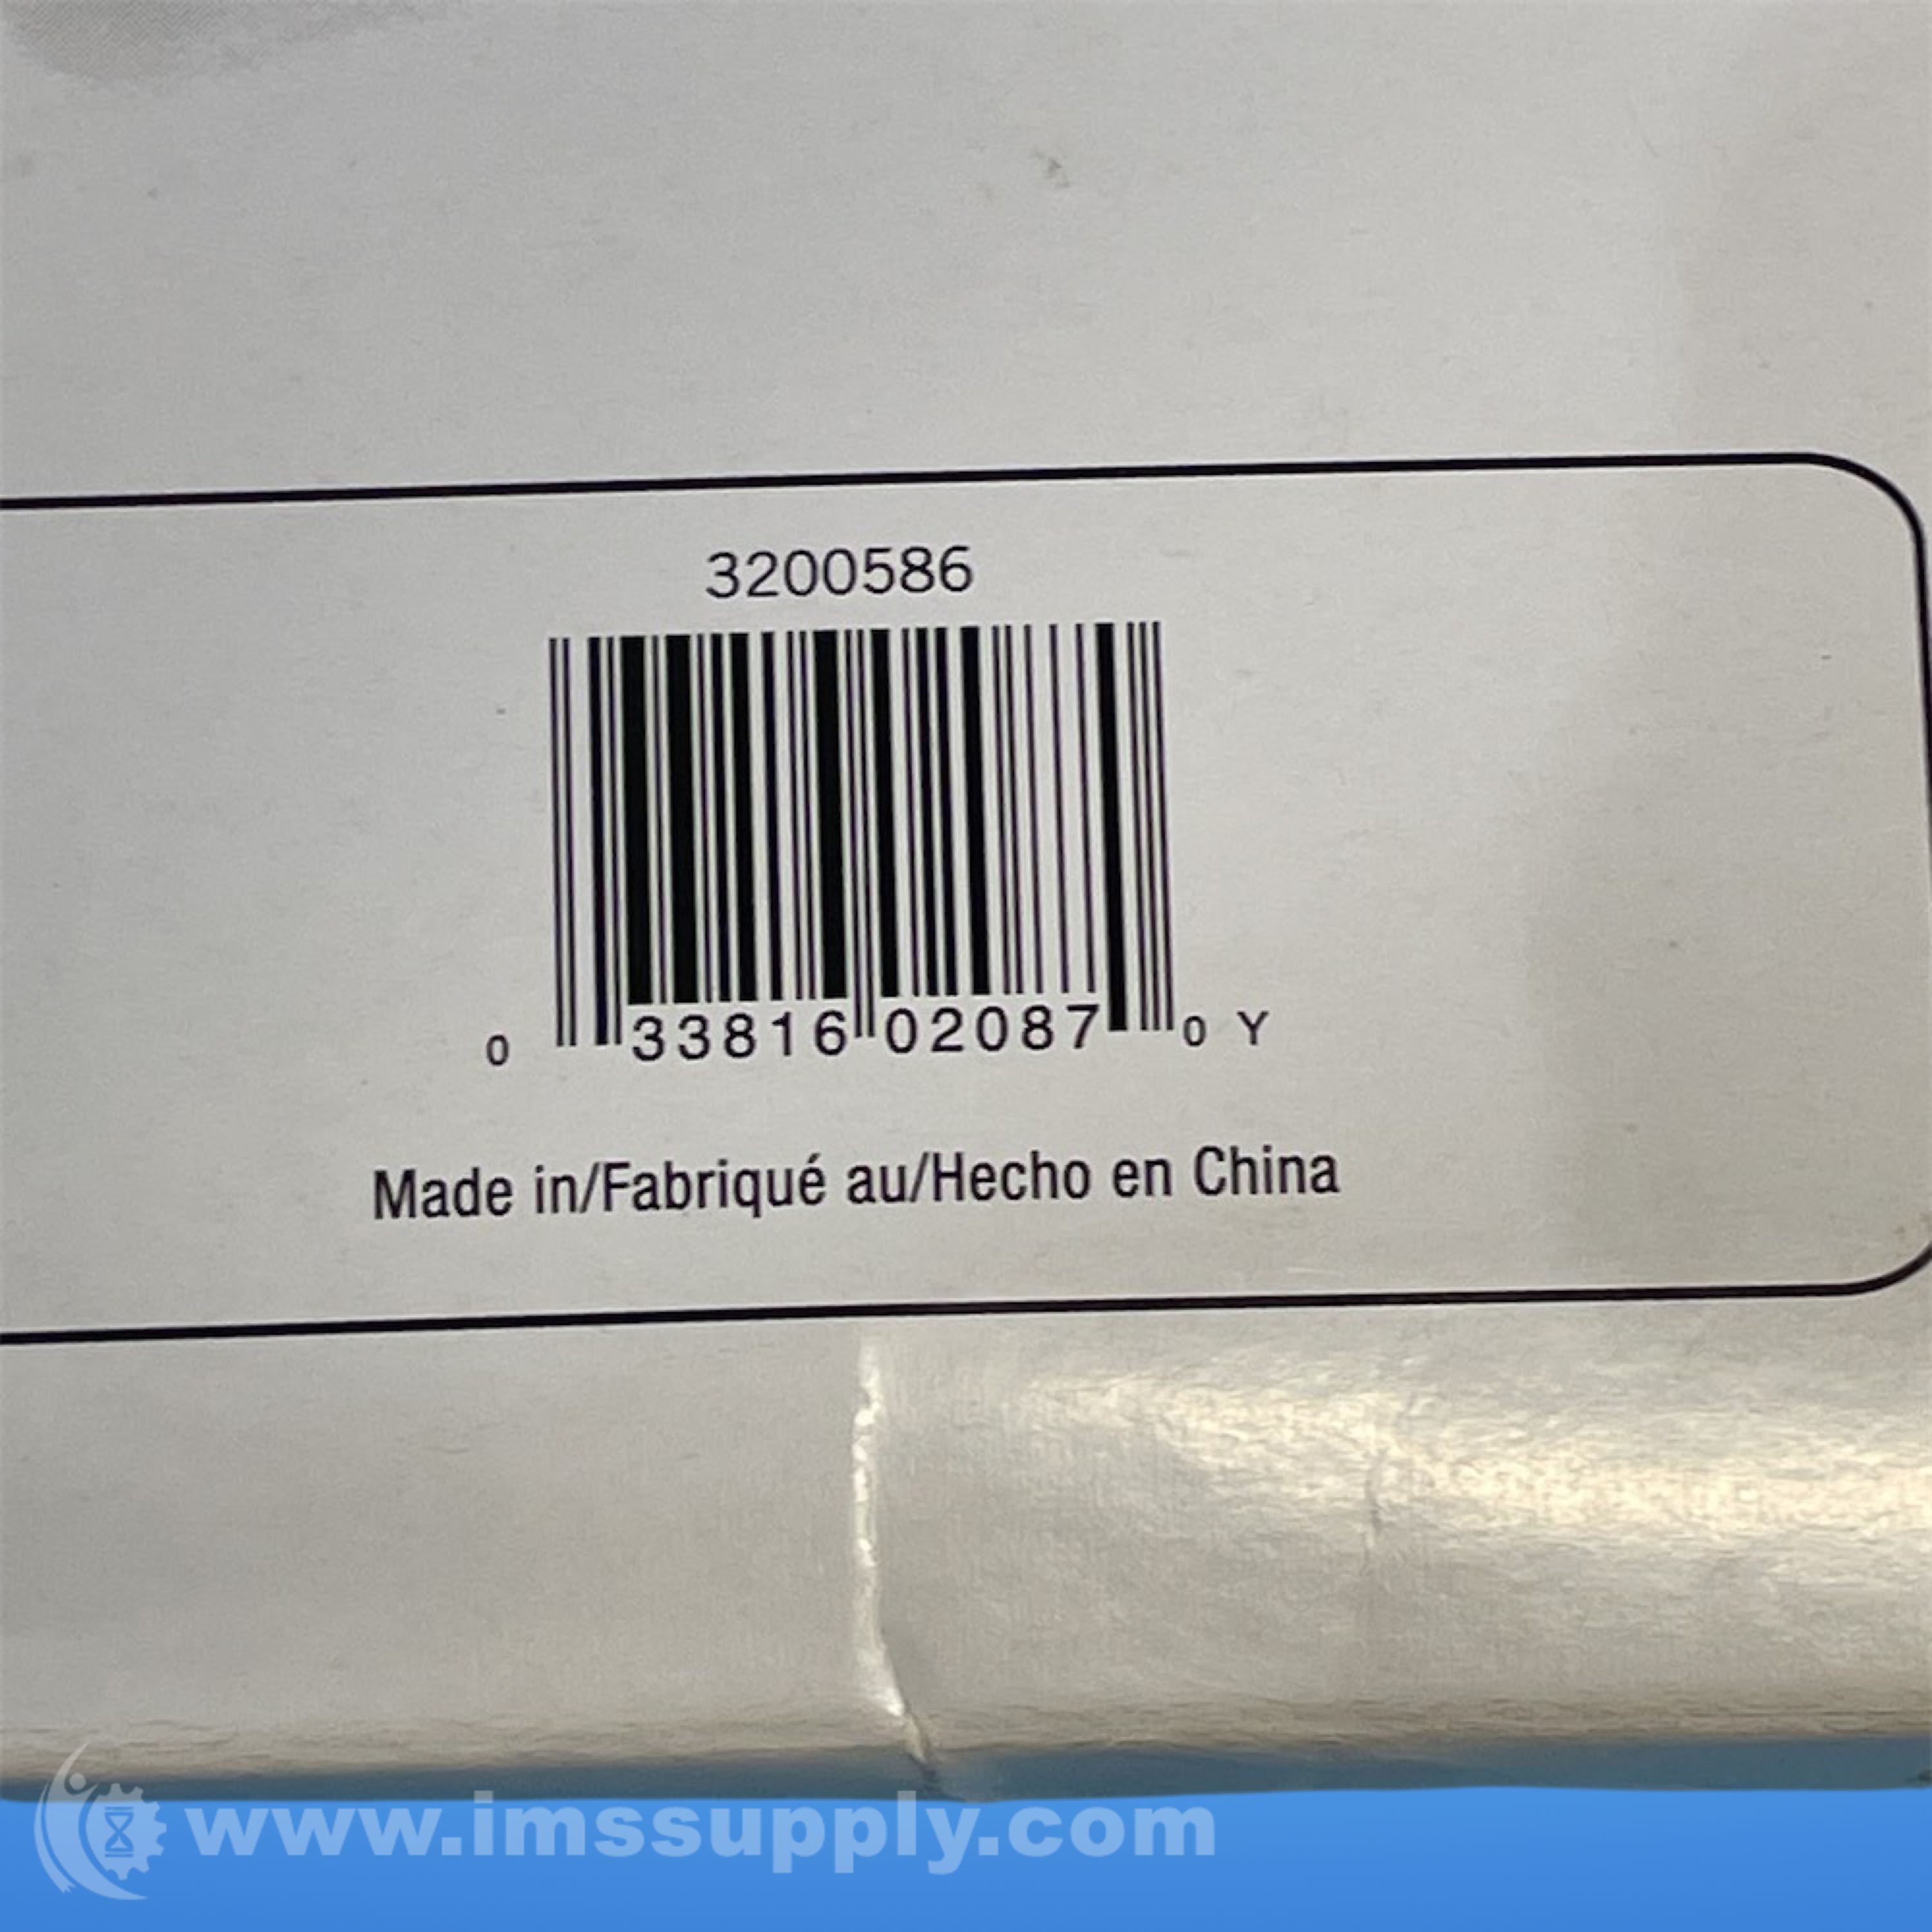 3200586
0 33816 02087 0 Y
Made in/Fabriqué au/Hecho en China
www.imssupply.com